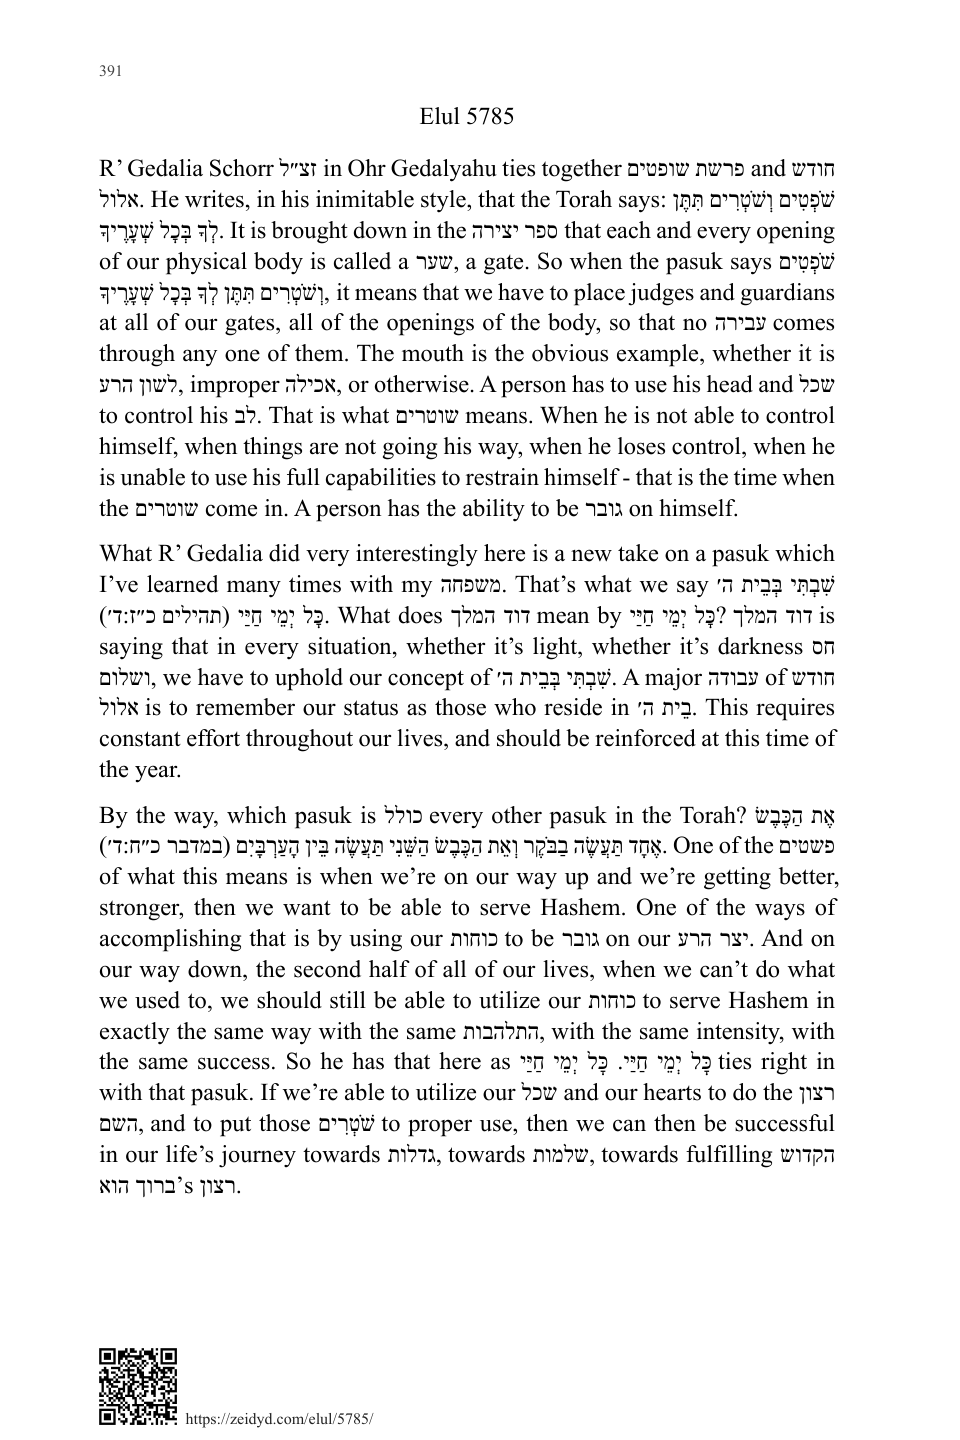 391
Elul 5785
R’ Gedalia Schorr זצ״ל in Ohr Gedalyahu ties together פרשת שופטים and חודש
אלול. He writes, in his inimitable style, that the Torah says: שֹׁפְטִים וְשֹׁטְרִים תִּתֶּן
לְךָ בְּכָל שְׁעָרֶיךָ. It is brought down in the ספר יצירה that each and every opening
of our physical body is called a שער, a gate. So when the pasuk says שֹׁפְטִים
וְשֹׁטְרִים תִּתֶּן לְךָ בְּכָל שְׁעָרֶיךָ, it means that we have to place judges and guardians
at all of our gates, all of the openings of the body, so that no עבירה comes
through any one of them. The mouth is the obvious example, whether it is
לשון הרע, improper אכילה, or otherwise. A person has to use his head and שכל
to control his לב. That is what שוטרים means. When he is not able to control
himself, when things are not going his way, when he loses control, when he
is unable to use his full capabilities to restrain himself - that is the time when
the שוטרים come in. A person has the ability to be גובר on himself.
What R’ Gedalia did very interestingly here is a new take on a pasuk which
I’ve learned many times with my משפחה. That’s what we say שִׁבְתִּי בְּבֵית ה׳
כָּל יְמֵי חַיַּי (תהילים כ״ז:ד׳). What does דוד המלך mean by כָּל יְמֵי חַיַּי? דוד המלך is
saying that in every situation, whether it’s light, whether it’s darkness חס
ושלום, we have to uphold our concept of שִׁבְתִּי בְּבֵית ה׳. A major עבודה of חודש
אלול is to remember our status as those who reside in בֵית ה׳. This requires
constant effort throughout our lives, and should be reinforced at this time of
the year.
By the way, which pasuk is כולל every other pasuk in the Torah? אֶת הַכֶּבֶשׂ
אֶחָד תַּעֲשֶׂה בַבֹּקֶר וְאֵת הַכֶּבֶשׂ הַשֵּׁנִי תַּעֲשֶׂה בֵּין הָעַרְבָּיִם (במדבר כ״ח:ד׳). One of the פשטים
of what this means is when we’re on our way up and we’re getting better,
stronger, then we want to be able to serve Hashem. One of the ways of
accomplishing that is by using our כוחות to be גובר on our יצר הרע. And on
our way down, the second half of all of our lives, when we can’t do what
we used to, we should still be able to utilize our כוחות to serve Hashem in
exactly the same way with the same התלהבות, with the same intensity, with
the same success. So he has that here as כָּל יְמֵי חַיַּי. כָּל יְמֵי חַיַּי ties right in
with that pasuk. If we’re able to utilize our שכל and our hearts to do the רצון
השם, and to put those שֹׁטְרִים to proper use, then we can then be successful
in our life’s journey towards גדלות, towards שלמות, towards fulfilling הקדוש
ברוך הוא’s רצון.
https://zeidyd.com/elul/5785/